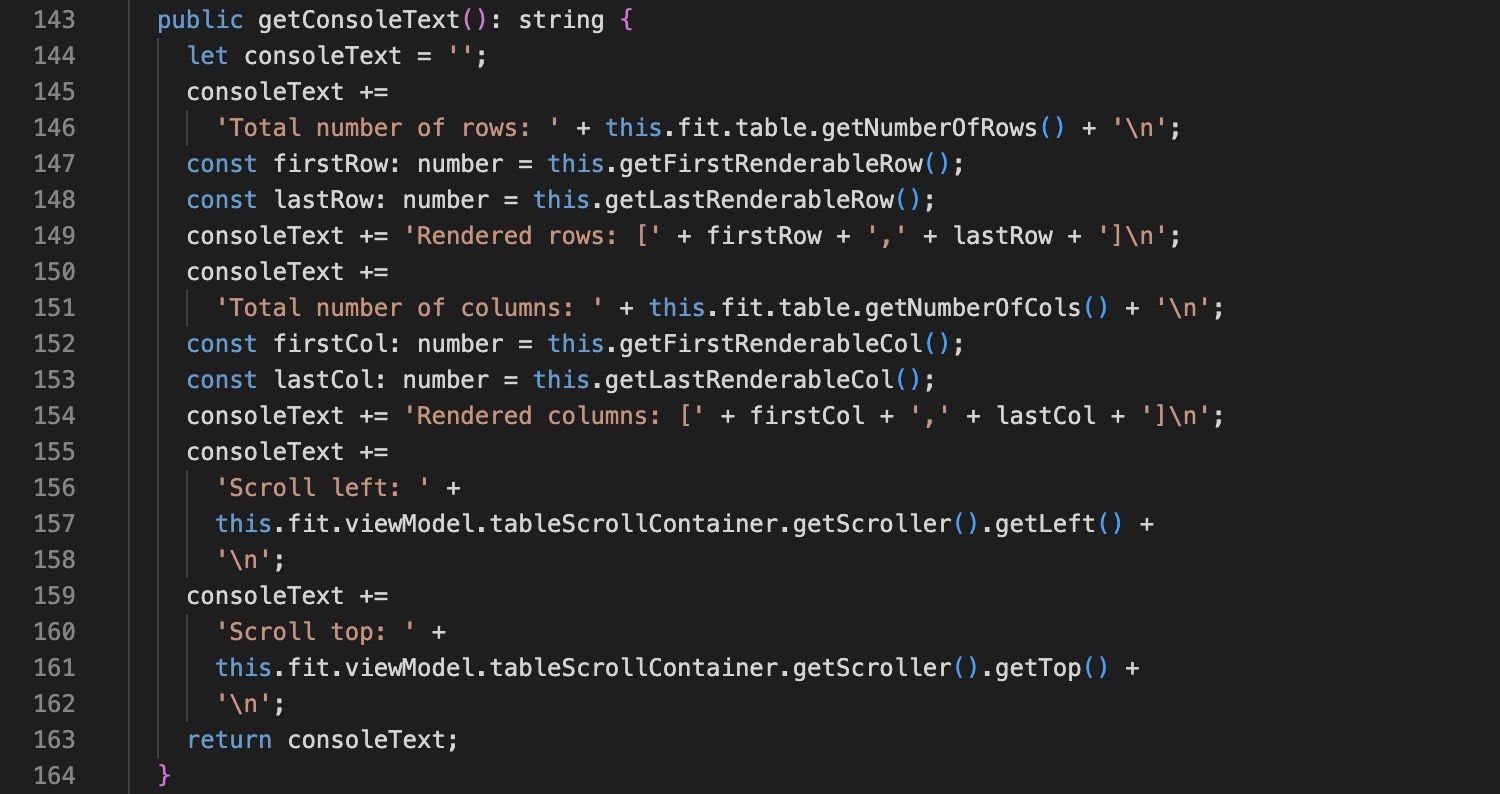 143 public getConsoleText(): string {
144 let consoleText = '';
145 consoleText +=
146 'Total number of rows: ' + this.fit.table.getNumberOfRows() + '\n';
147 const firstRow: number = this.getFirstRenderableRow();
148 const lastRow: number = this.getLastRenderableRow();
149 consoleText += 'Rendered rows: [' + firstRow + ',' + lastRow + ']\n';
150 consoleText +=
151 'Total number of columns: ' + this.fit.table.getNumberOfCols() + '\n';
152 const firstCol: number = this.getFirstRenderableCol();
153 const lastCol: number = this.getLastRenderableCol();
154 consoleText += 'Rendered columns: [' + firstCol + ',' + lastCol + ']\n';
155 consoleText +=
156 'Scroll left: ' +
157 this.fit.viewModel.tableScrollContainer.getScroller().getLeft() +
158 '\n';
159 consoleText +=
160 'Scroll top: ' +
161 this.fit.viewModel.tableScrollContainer.getScroller().getTop() +
162 '\n';
163 return consoleText;
164 }